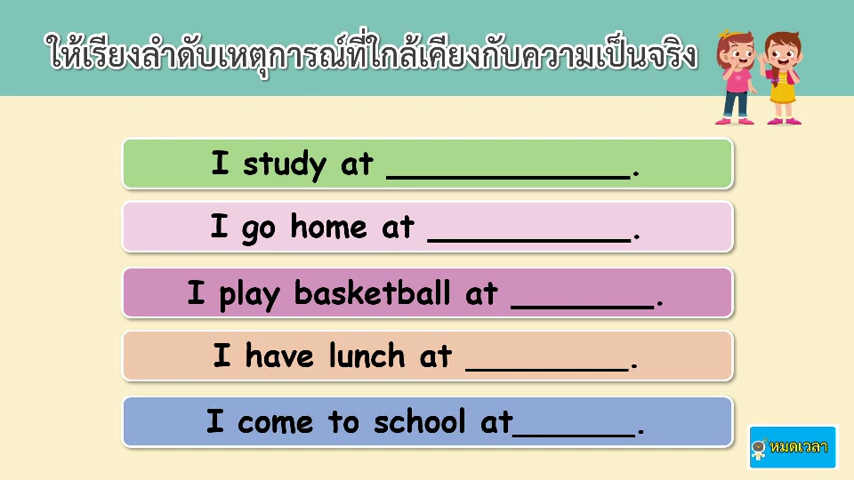 ให้เรียงลำดับเหตุการณ์ที่ใกล้เคียงกับความเป็นจริง
I study at ____________.
I go home at __________.
I play basketball at _______.
I have lunch at ________.
I come to school at______.
หมดเวลา